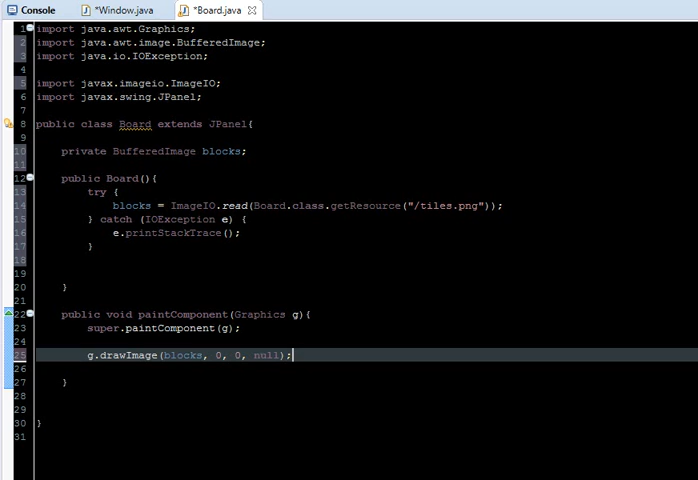 Console *Window.java *Board.java
1 import java.awt.Graphics;
2 import java.awt.image.BufferedImage;
3 import java.io.IOException;
4
5 import javax.imageio.ImageIO;
6 import javax.swing.JPanel;
7
8 public class Board extends JPanel{
9
10 private BufferedImage blocks;
11
12 public Board(){
13 try {
14 blocks = ImageIO.read(Board.class.getResource("/tiles.png"));
15 } catch (IOException e) {
16 e.printStackTrace();
17 }
18
19
20 }
21
22 public void paintComponent(Graphics g){
23 super.paintComponent(g);
24
25 g.drawImage(blocks, 0, 0, null);
26
27 }
28
29
30 }
31